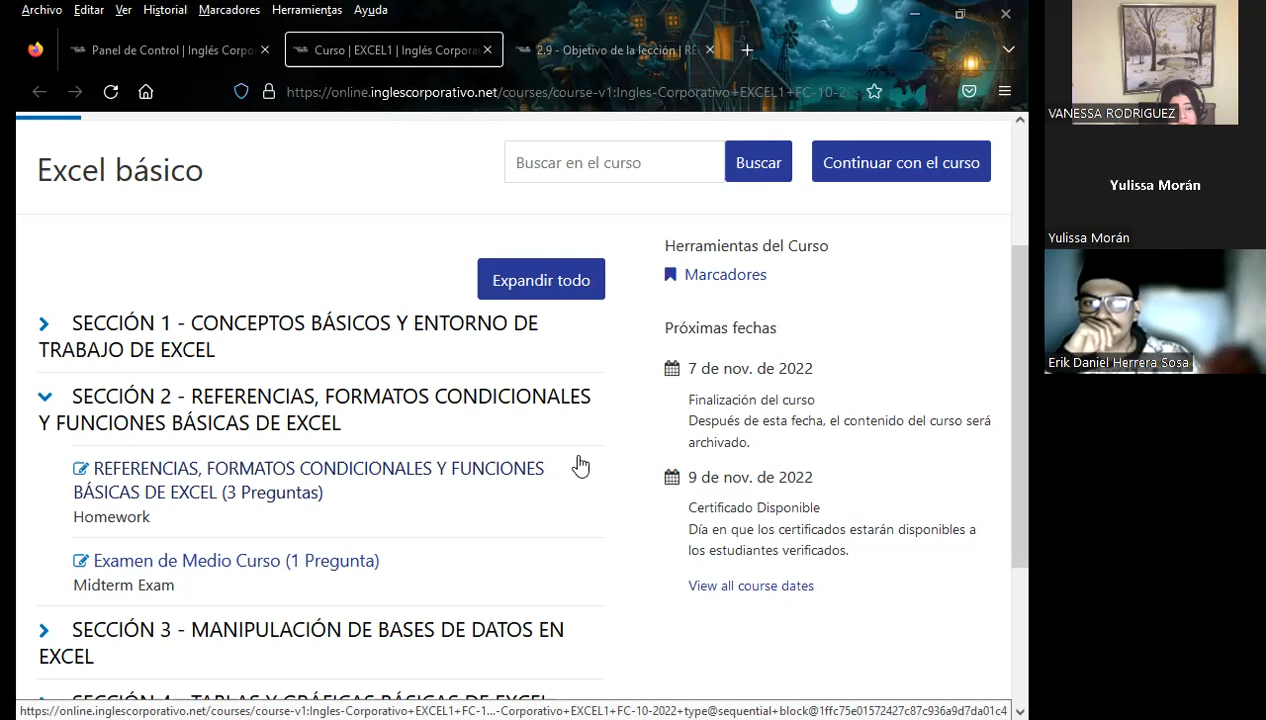 Archivo Editar Ver Historial Marcadores Herramientas Ayuda
Panel de Control | Inglés Corpo
Curso | EXCEL1 | Inglés Corpora
2.9 - Objetivo de la lección | RE
https://online.inglescorporativo.net/courses/course-v1:Ingles-Corporativo+EXCEL1+FC-10-20
Excel básico
Buscar en el curso
Buscar
Continuar con el curso
Expandir todo
SECCIÓN 1 - CONCEPTOS BÁSICOS Y ENTORNO DE
TRABAJO DE EXCEL
SECCIÓN 2 - REFERENCIAS, FORMATOS CONDICIONALES
Y FUNCIONES BÁSICAS DE EXCEL
REFERENCIAS, FORMATOS CONDICIONALES Y FUNCIONES
BÁSICAS DE EXCEL (3 Preguntas)
Homework
Examen de Medio Curso (1 Pregunta)
Midterm Exam
SECCIÓN 3 - MANIPULACIÓN DE BASES DE DATOS EN
EXCEL
SECCIÓN 4 - TABLAS Y GRÁFICAS BÁSICAS DE EXCEL
Herramientas del Curso
Marcadores
Próximas fechas
7 de nov. de 2022
Finalización del curso
Después de esta fecha, el contenido del curso será
archivado.
9 de nov. de 2022
Certificado Disponible
Día en que los certificados estarán disponibles a
los estudiantes verificados.
View all course dates
https://online.inglescorporativo.net/courses/course-v1:Ingles-Corporativo+EXCEL1+FC-1...-Corporativo+EXCEL1+FC-10-2022+type@sequential+block@1ffc75e01572427c87c936a9d7da01c4
VANESSA RODRIGUEZ
Yulissa Morán
Yulissa Morán
Erik Daniel Herrera Sosa